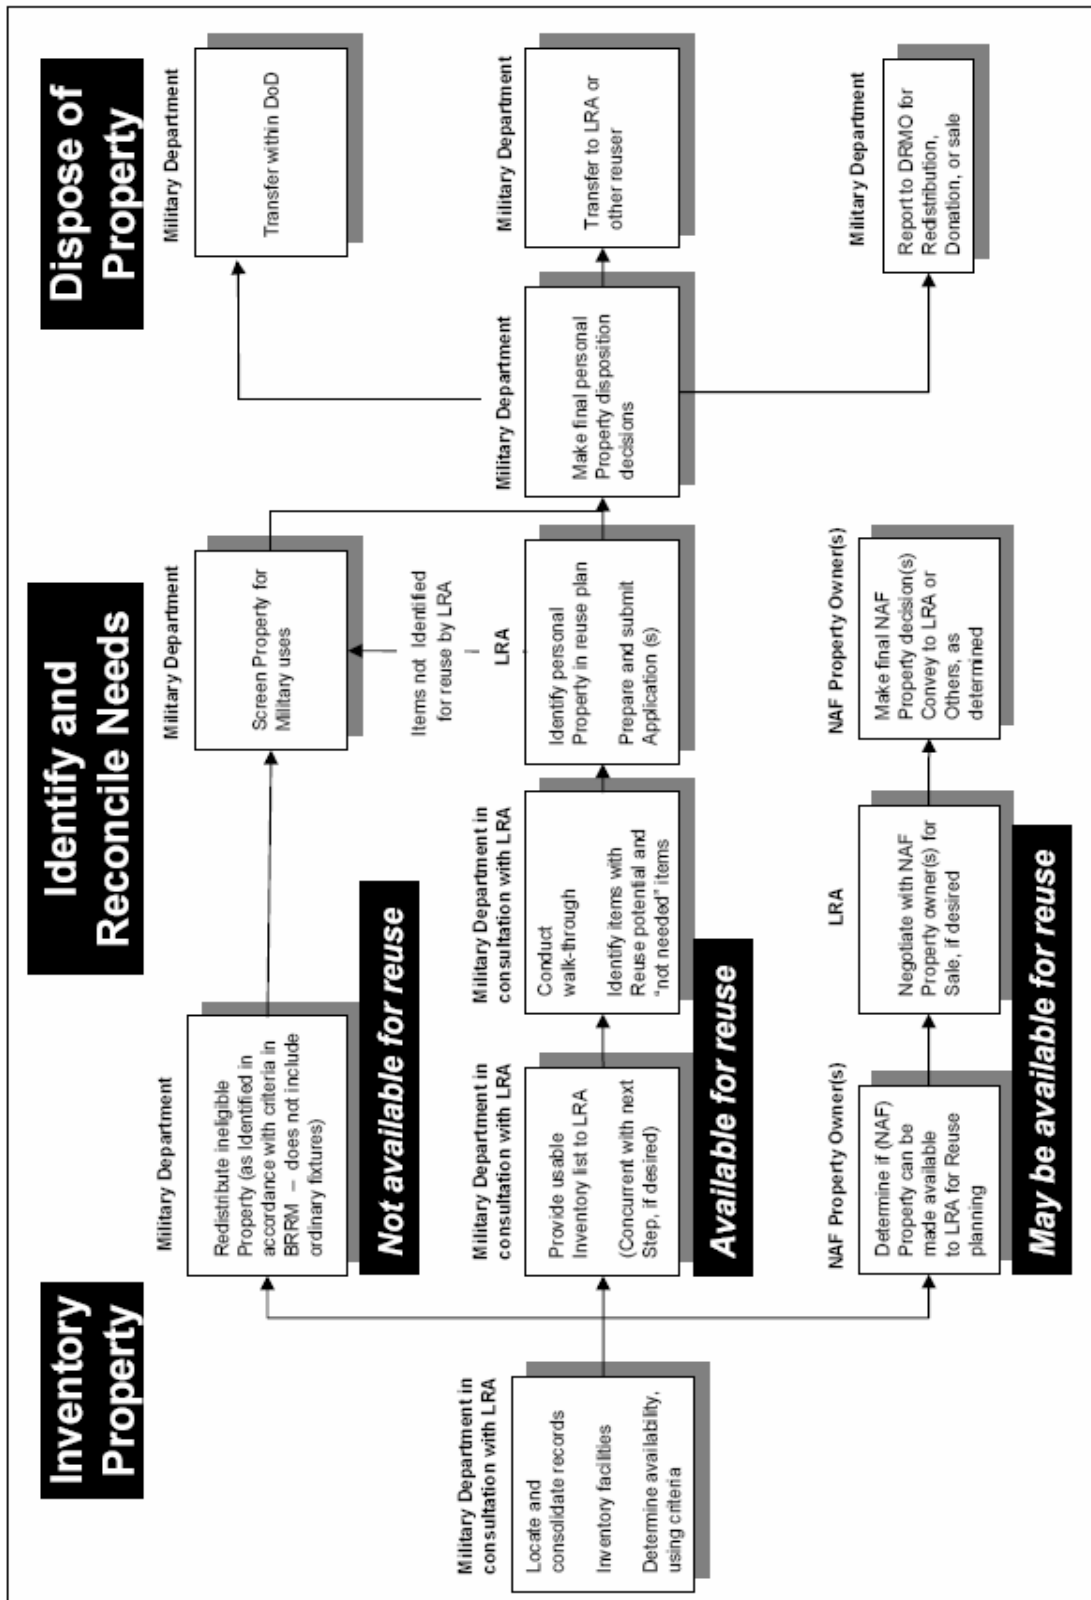 Inventory
Property
Identify and
Reconcile Needs
Dispose of
Property
Military Department in
consultation with LRA
Locate and
consolidate records
Inventory facilities
Determine availability,
using criteria
Military Department
Redistribute ineligible
Property (as Identified in
accordance with criteria in
BRRM – does not include
ordinary fixtures)
Not available for reuse
Military Department
Screen Property for
Military uses
Military Department in
consultation with LRA
Provide usable
Inventory list to LRA
(Concurrent with next
Step, if desired)
Available for reuse
Military Department in
consultation with LRA
Conduct
walk-through
Identify items with
Reuse potential and
“not needed” items
Items not Identified
for reuse by LRA
LRA
Identify personal
Property in reuse plan
Prepare and submit
Application (s)
NAF Property Owner(s)
Determine if (NAF)
Property can be
made available
to LRA for Reuse
planning
May be available for reuse
LRA
Negotiate with NAF
Property owner(s) for
Sale, if desired
NAF Property Owner(s)
Make final NAF
Property decision(s)
Convey to LRA or
Others, as
determined
Military Department
Make final personal
Property disposition
decisions
Military Department
Transfer within DoD
Military Department
Transfer to LRA or
other reuser
Military Department
Report to DRMO for
Redistribution,
Donation, or sale